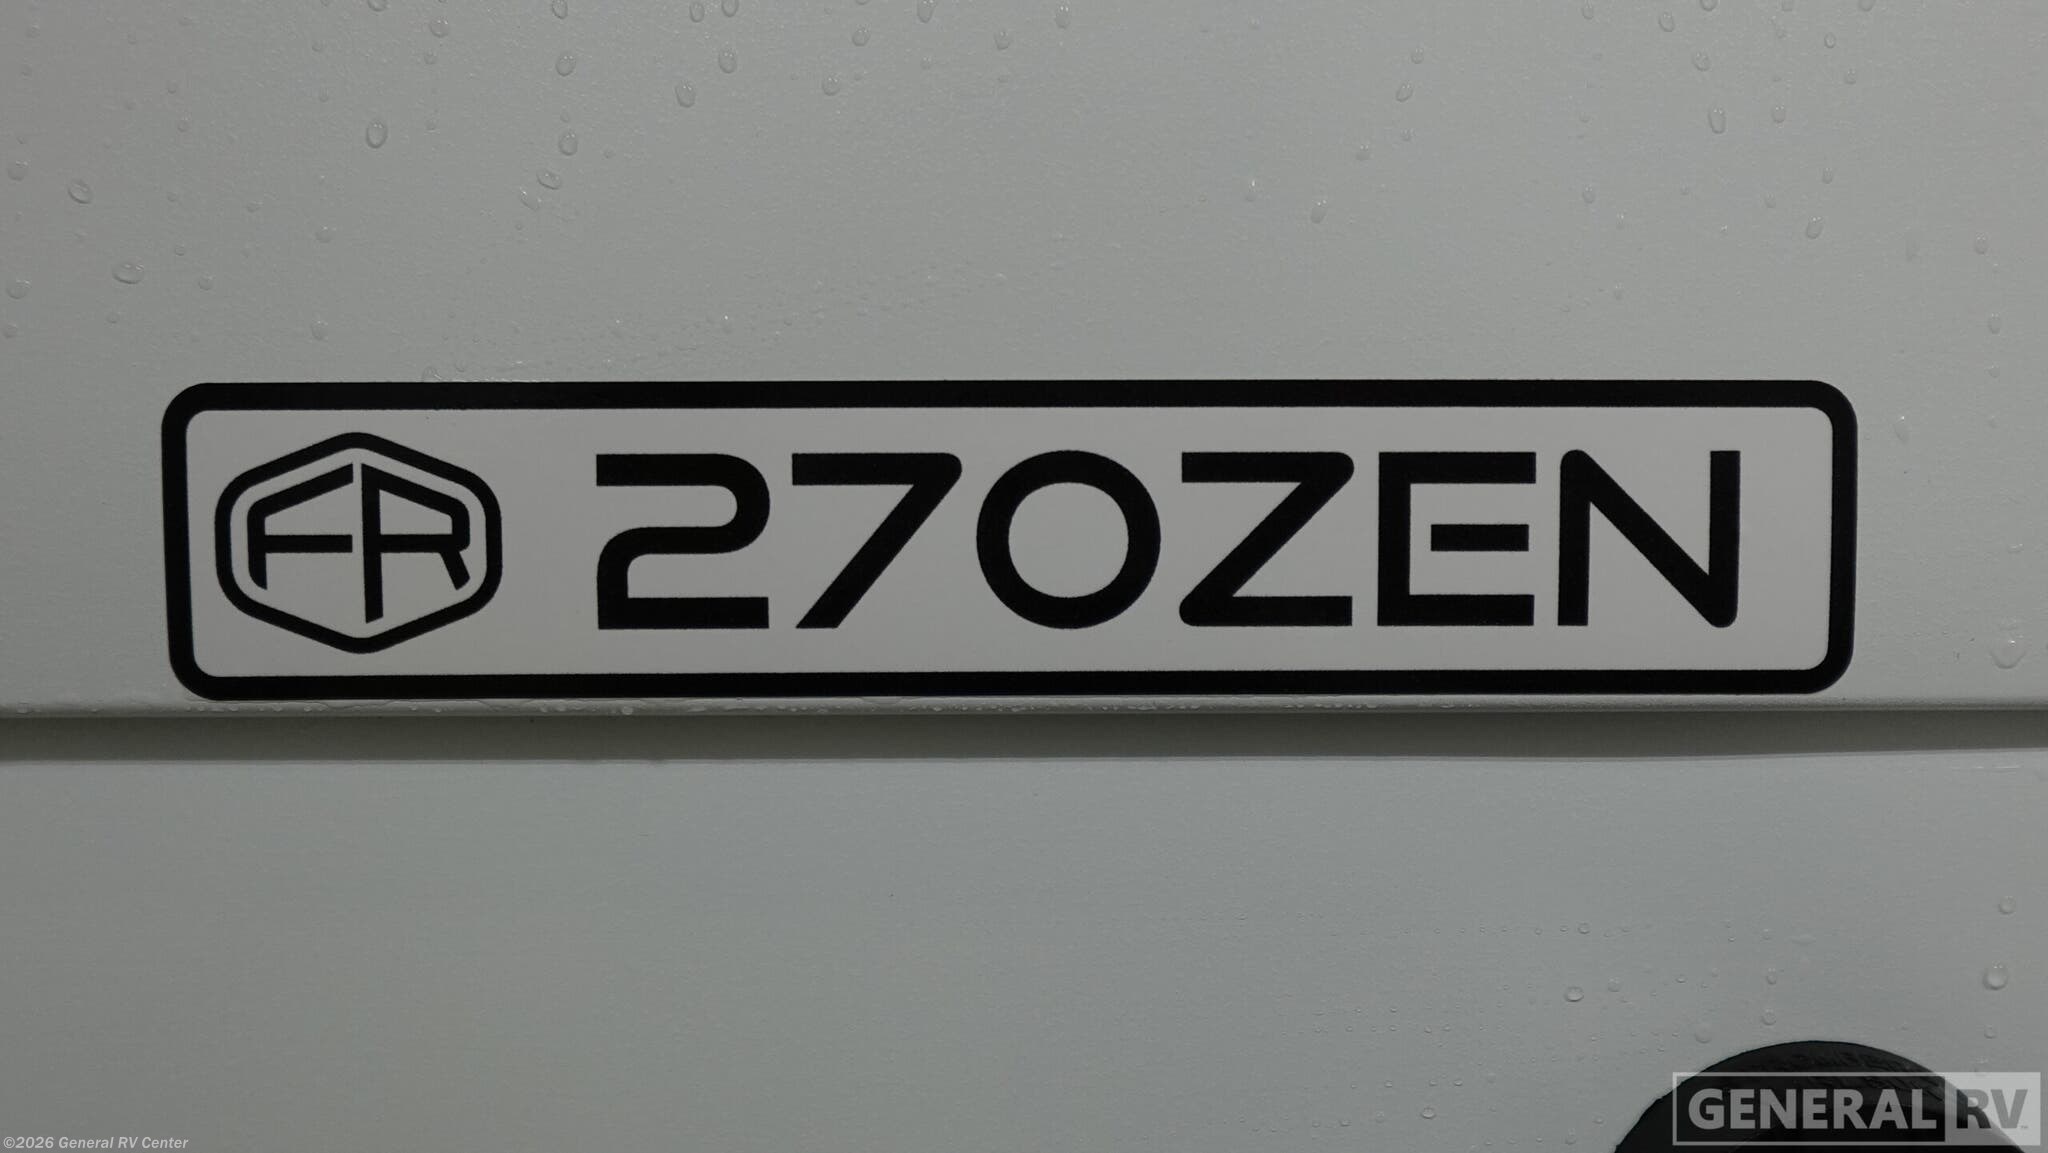 FR 270ZEN
GENERAL RV
©2026 General RV Center